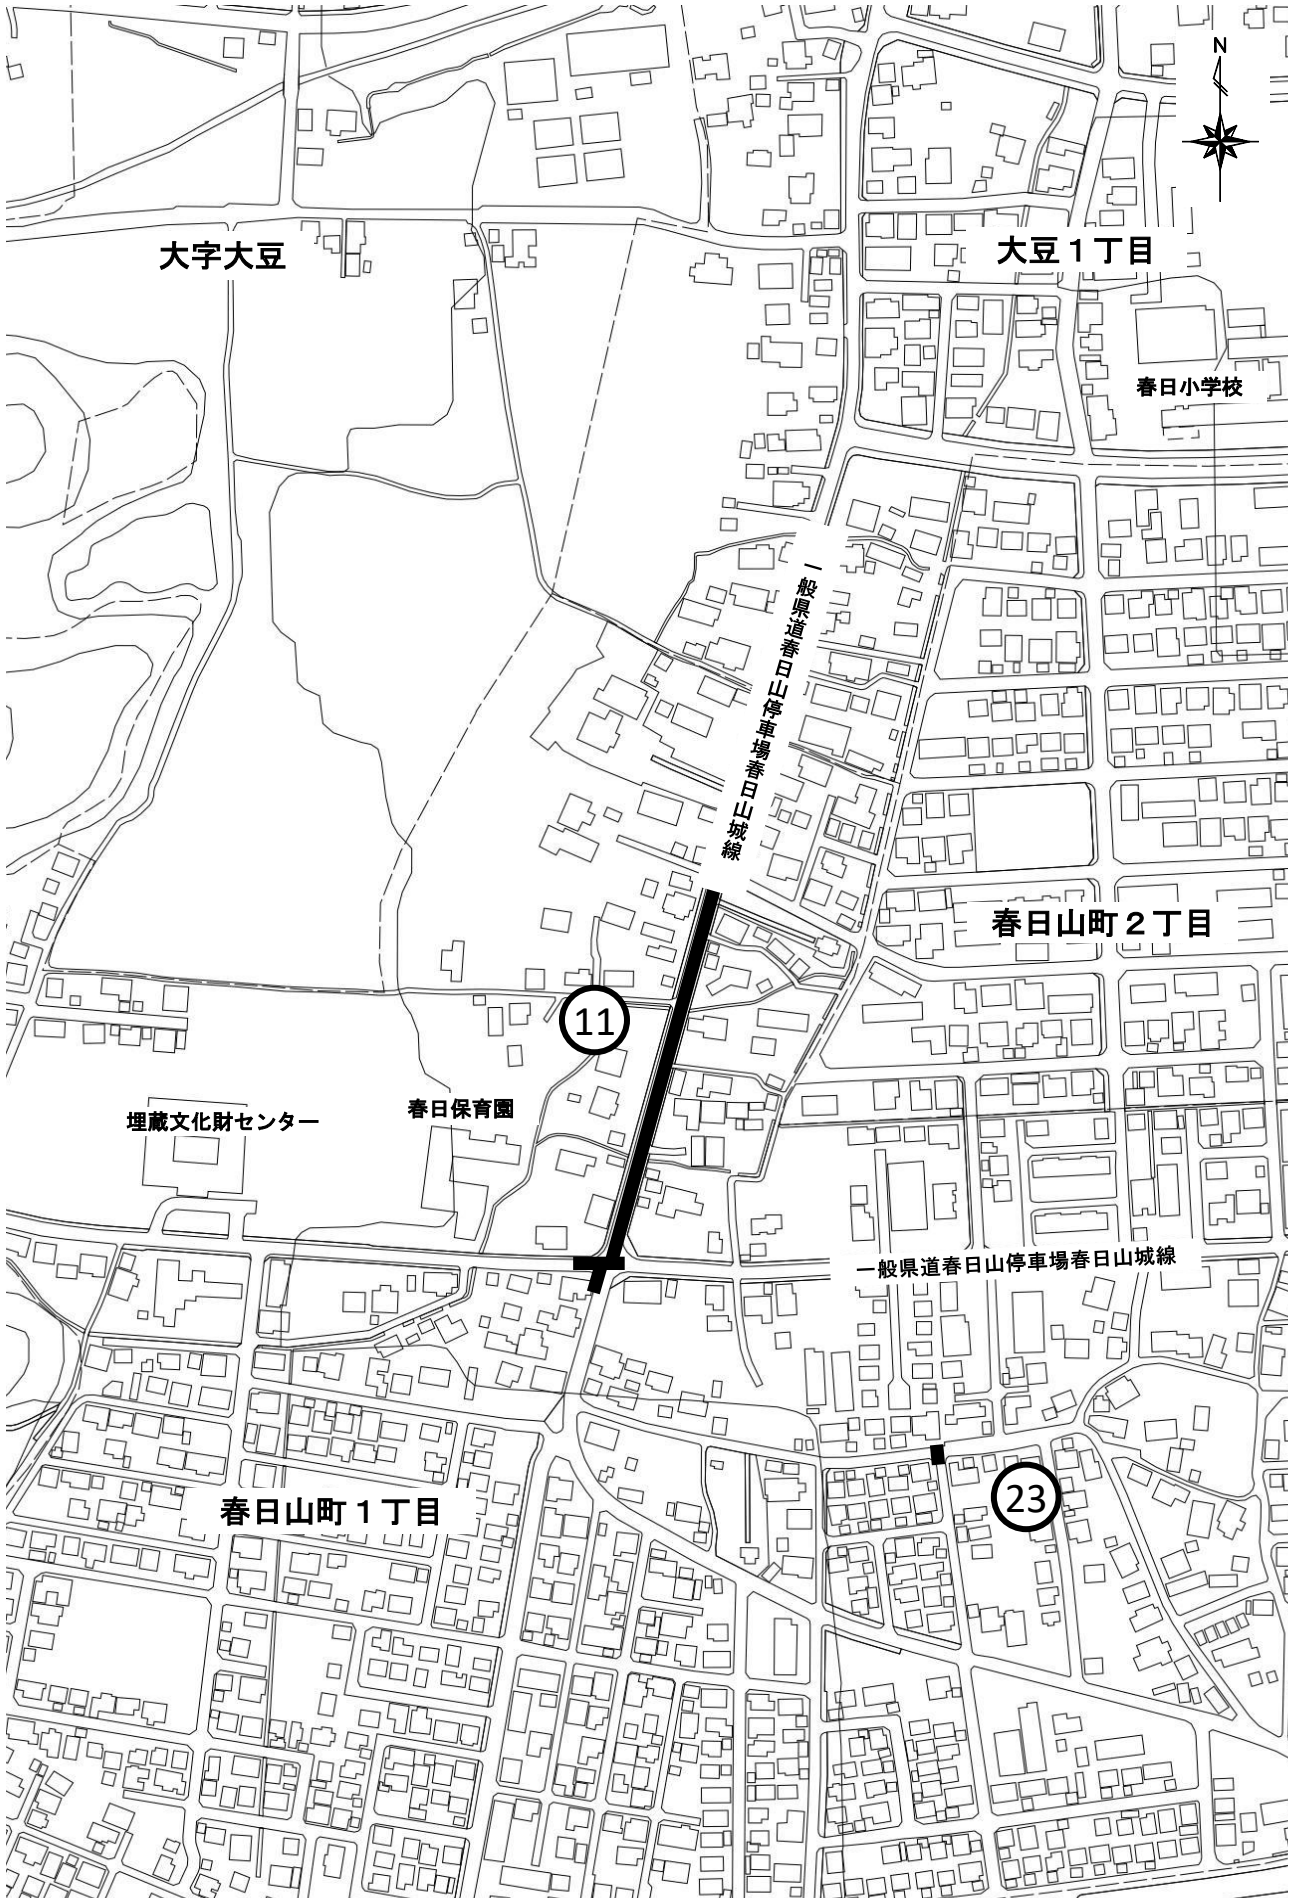 N
大字大豆
大豆１丁目
春日小学校
一般県道春日山停車場春日山城線
春日山町２丁目
11
春日保育園
埋蔵文化財センター
一般県道春日山停車場春日山城線
23
春日山町１丁目